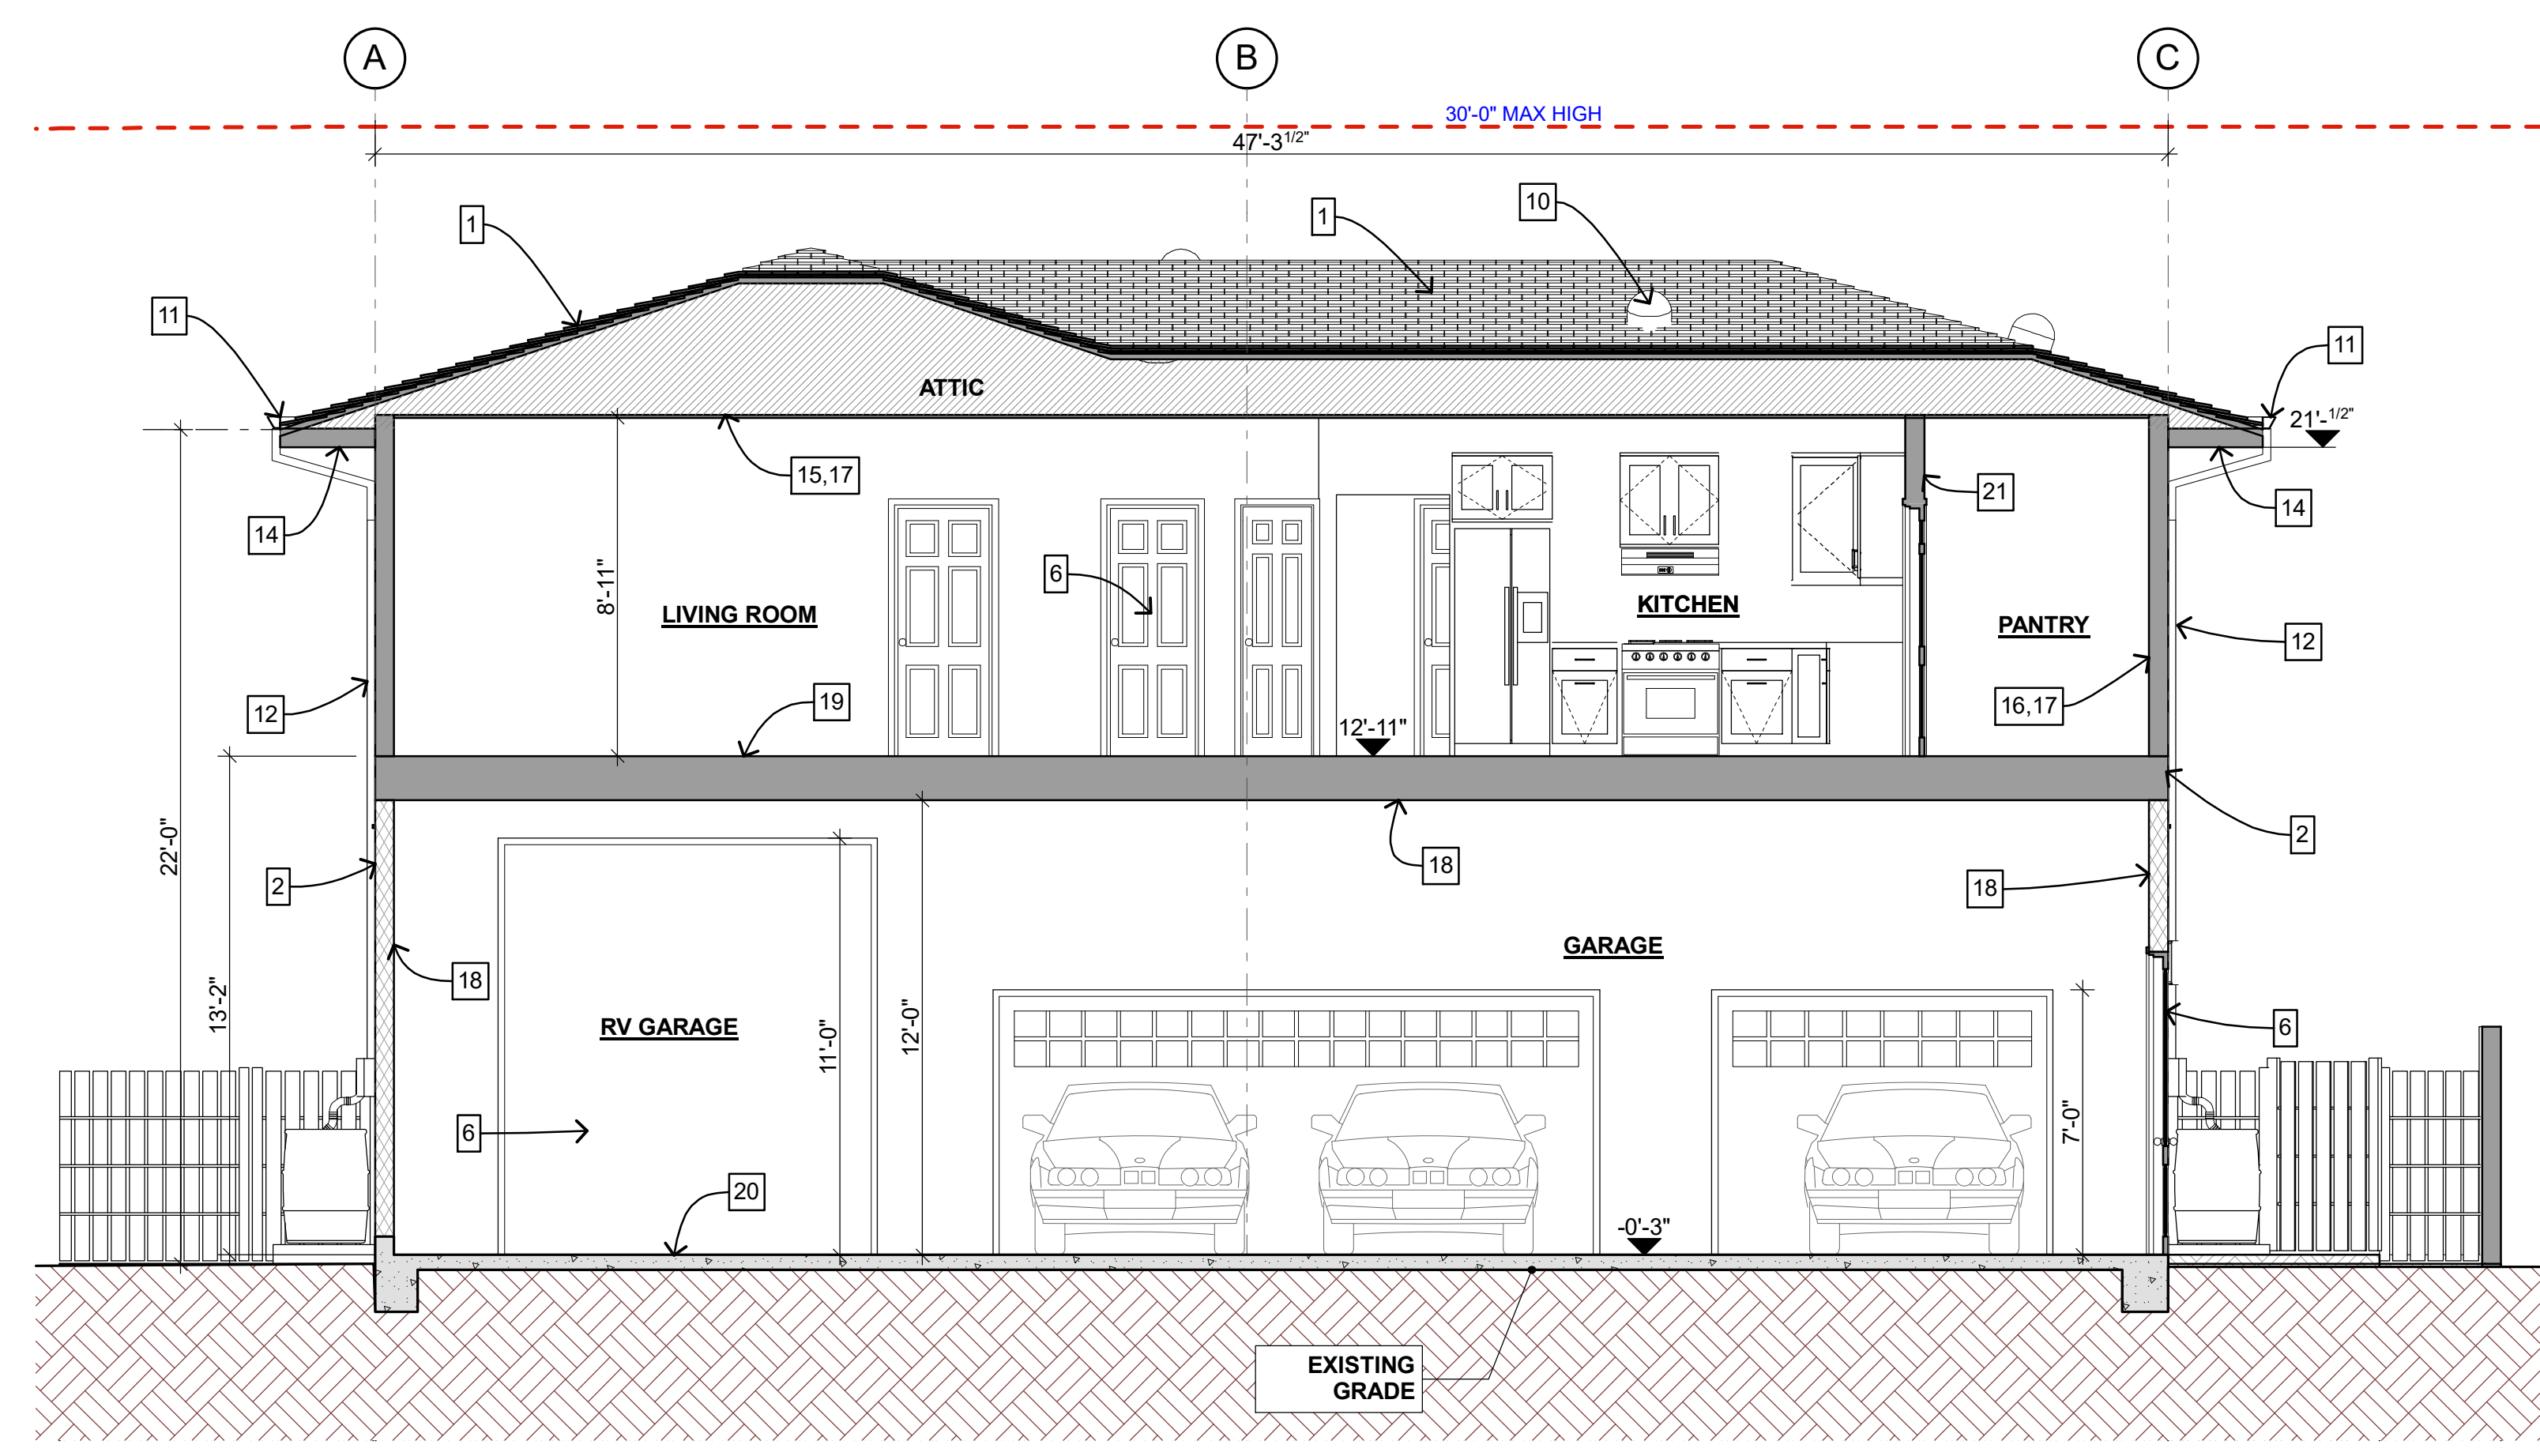 A
B
C
30'-0" MAX HIGH
47'-3 1/2"
1
1
10
11
11
ATTIC
21'-1/2"
15,17
21
14
14
8'-11"
6
LIVING ROOM
KITCHEN
PANTRY
12
12
19
16,17
12'-11"
22'-0"
2
18
2
18
GARAGE
18
13'-2"
RV GARAGE
11'-0"
12'-0"
6
6
7'-0"
20
-0'-3"
EXISTING
GRADE